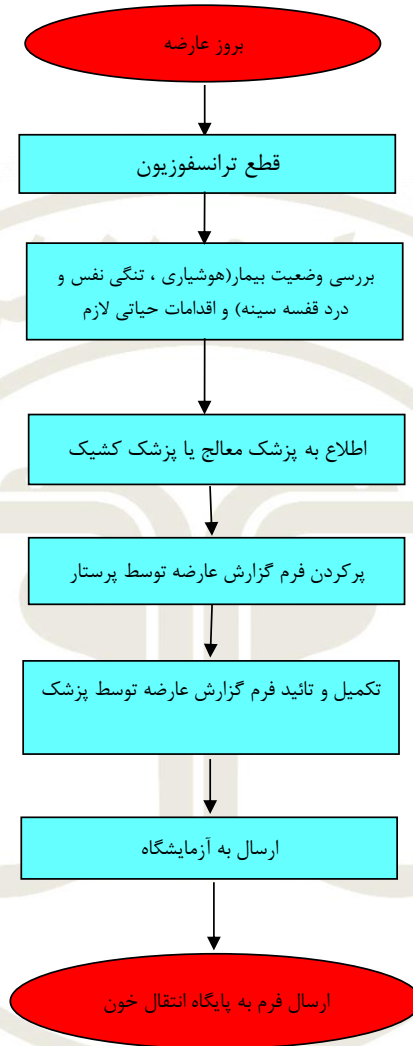 بروز عارضه
قطع ترانسفوزیون
بررسی وضعیت بیمار(هوشیاری ، تنگی نفس و
درد قفسه سینه) و اقدامات حیاتی لازم
اطلاع به پزشک معالج یا پزشک کشیک
پرکردن فرم گزارش عارضه توسط پرستار
تکمیل و تائید فرم گزارش عارضه توسط پزشک
ارسال به آزمایشگاه
ارسال فرم به پایگاه انتقال خون